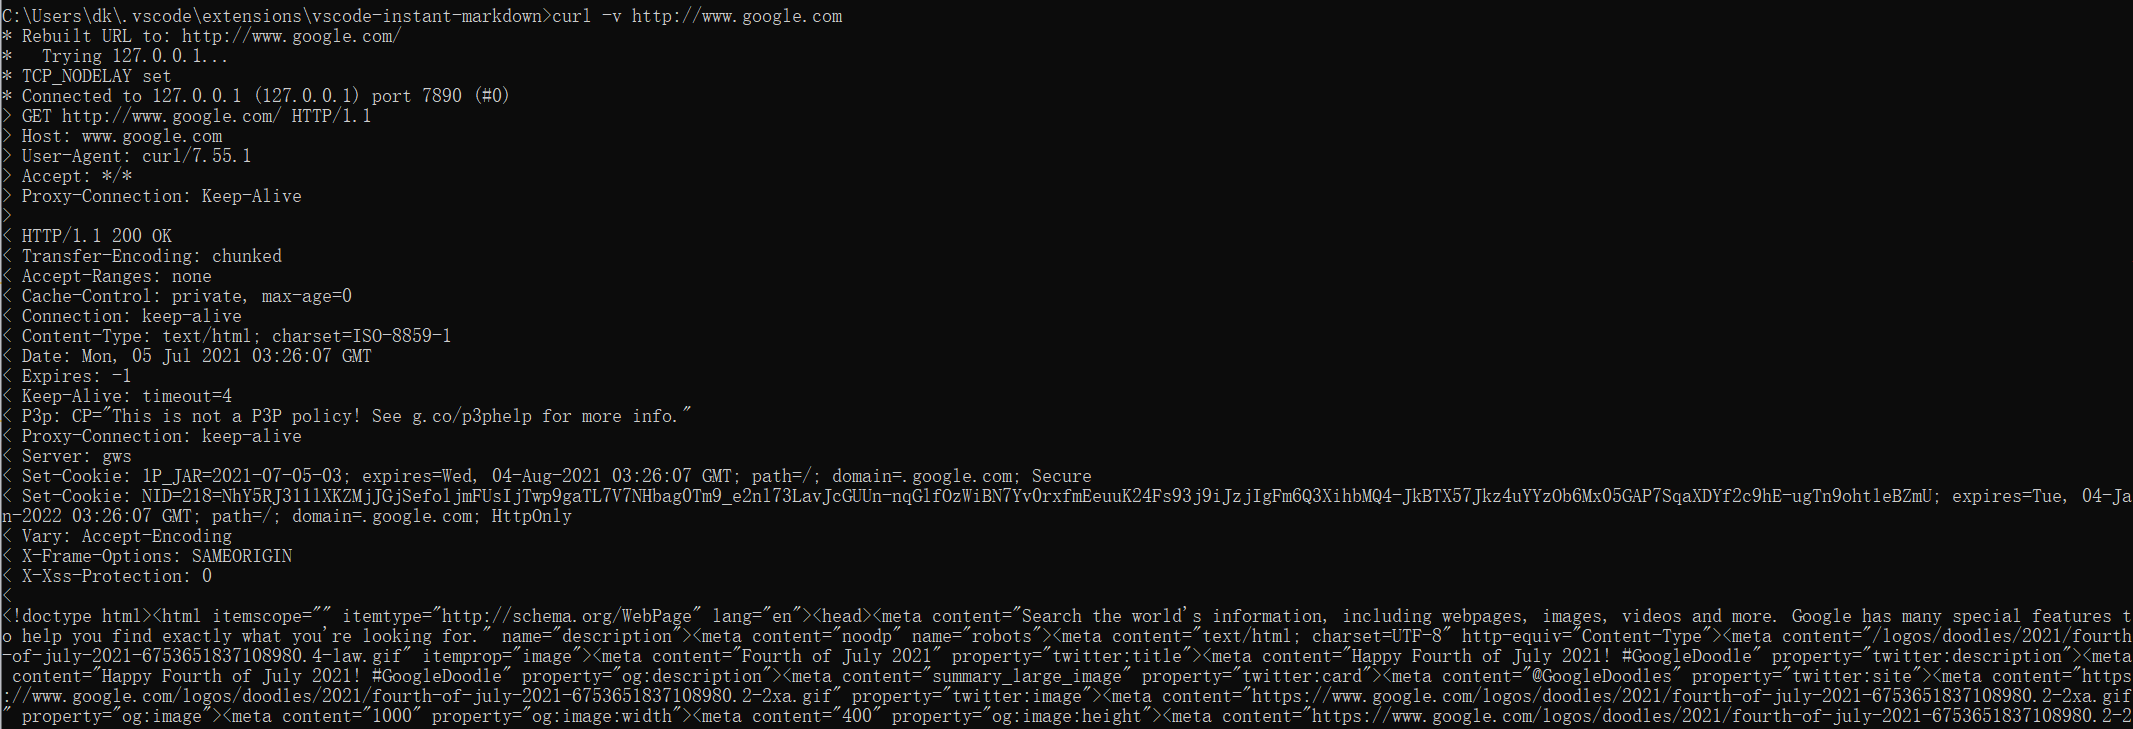 C:\Users\dk\.vscode\extensions\vscode-instant-markdown>curl -v http://www.google.com
* Rebuilt URL to: http://www.google.com/
*   Trying 127.0.0.1...
* TCP_NODELAY set
* Connected to 127.0.0.1 (127.0.0.1) port 7890 (#0)
> GET http://www.google.com/ HTTP/1.1
> Host: www.google.com
> User-Agent: curl/7.55.1
> Accept: */*
> Proxy-Connection: Keep-Alive
>
< HTTP/1.1 200 OK
< Transfer-Encoding: chunked
< Accept-Ranges: none
< Cache-Control: private, max-age=0
< Connection: keep-alive
< Content-Type: text/html; charset=ISO-8859-1
< Date: Mon, 05 Jul 2021 03:26:07 GMT
< Expires: -1
< Keep-Alive: timeout=4
< P3p: CP="This is not a P3P policy! See g.co/p3phelp for more info."
< Proxy-Connection: keep-alive
< Server: gws
< Set-Cookie: 1P_JAR=2021-07-05-03; expires=Wed, 04-Aug-2021 03:26:07 GMT; path=/; domain=.google.com; Secure
< Set-Cookie: expires=Tue, 04-Ja
n-2022 03:26:07 GMT; path=/; domain=.google.com; HttpOnly
< Vary: Accept-Encoding
< X-Frame-Options: SAMEORIGIN
< X-Xss-Protection: 0
<
<!doctype html><html itemscope="" itemtype="http://schema.org/WebPage" lang="en"><head><meta content="Search the world's information, including webpages, images, videos and more. Google has many special features t
o help you find exactly what you're looking for." name="description"><meta content="noodp" name="robots"><meta content="text/html; charset=UTF-8" http-equiv="Content-Type"><meta content="/logos/doodles/2021/fourth
-of-july-2021-6753651837108980.4-law.gif" itemprop="image"><meta content="Fourth of July 2021" property="twitter:title"><meta content="Happy Fourth of July 2021! #GoogleDoodle" property="twitter:description"><meta
 content="Happy Fourth of July 2021! #GoogleDoodle" property="og:description"><meta content="summary_large_image" property="twitter:card"><meta content="@GoogleDoodles" property="twitter:site"><meta content="https
://www.google.com/logos/doodles/2021/fourth-of-july-2021-6753651837108980.2-2xa.gif" property="twitter:image"><meta content="https://www.google.com/logos/doodles/2021/fourth-of-july-2021-6753651837108980.2-2xa.gif
" property="og:image"><meta content="1000" property="og:image:width"><meta content="400" property="og:image:height"><meta content="https://www.google.com/logos/doodles/2021/fourth-of-july-2021-6753651837108980.2-2